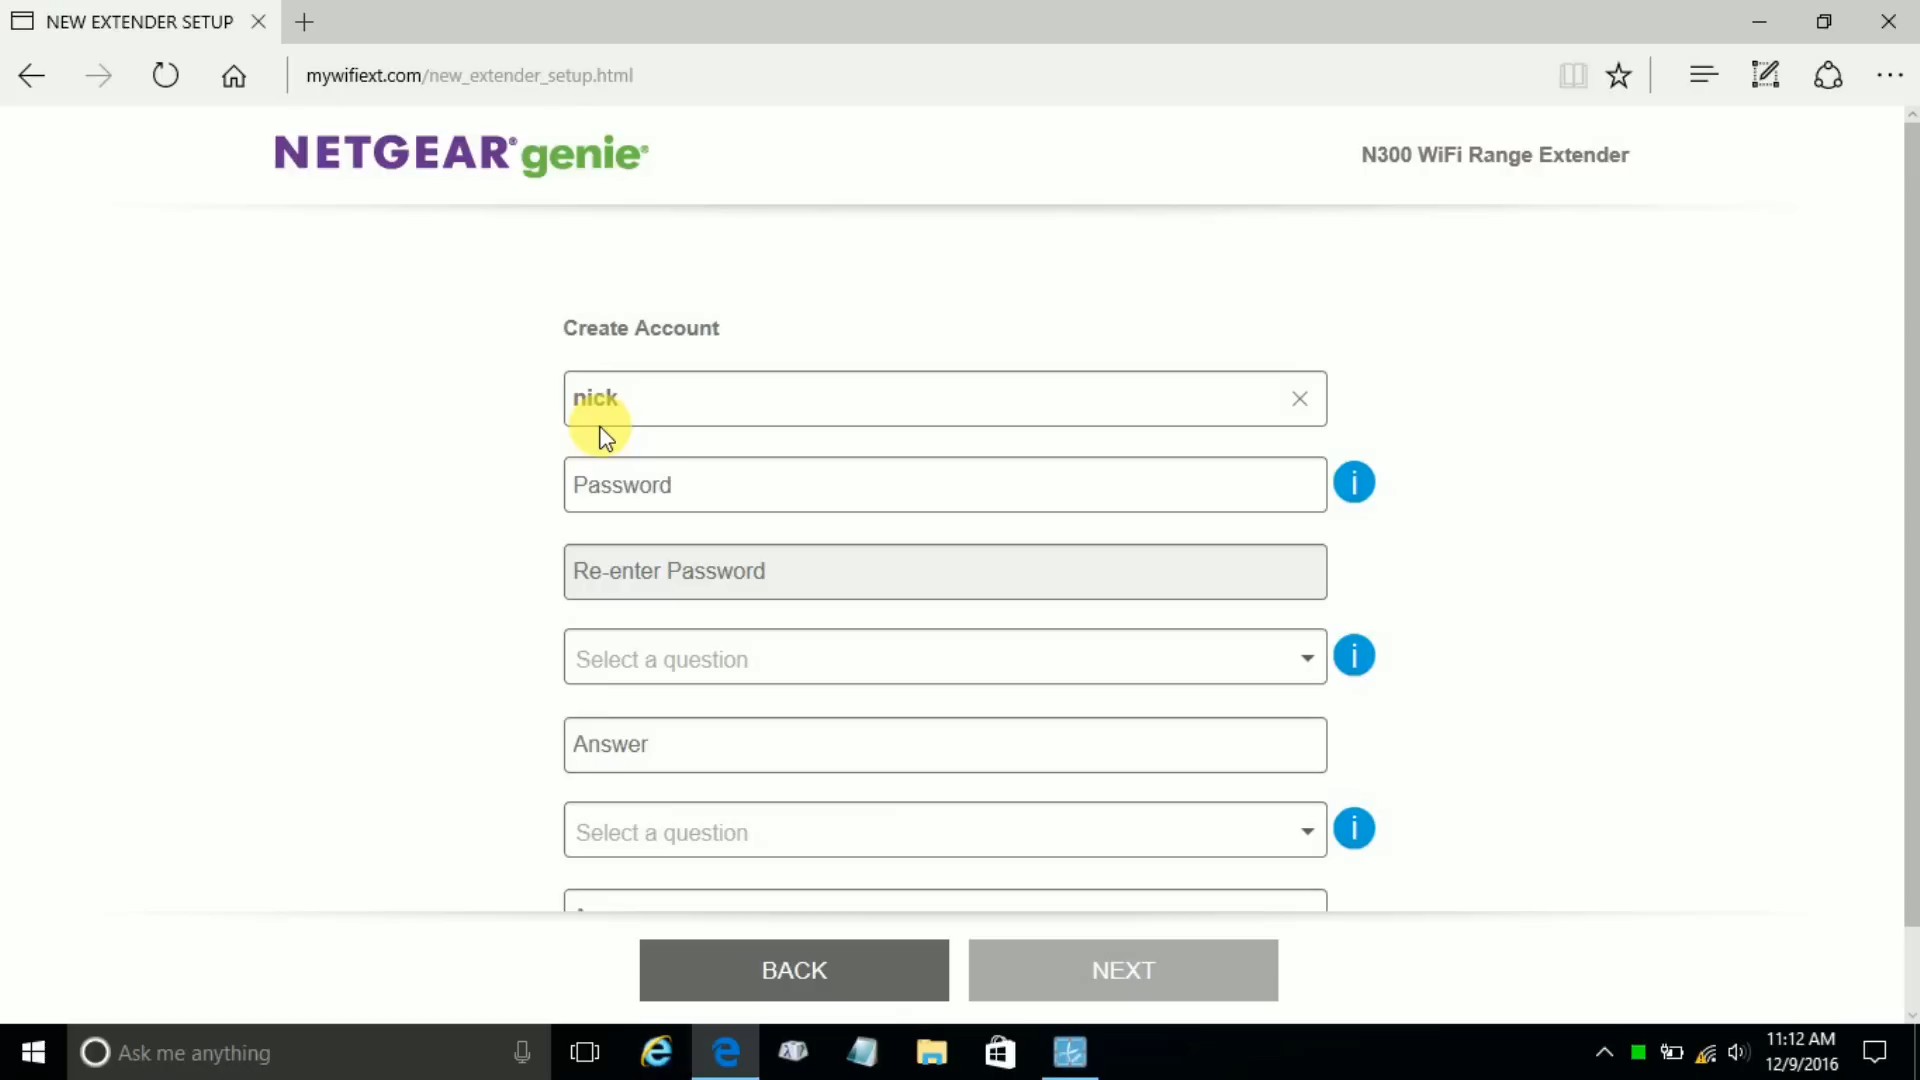 NEW EXTENDER SETUP
mywifiext.com/new_extender_setup.html
NETGEAR® genie®
N300 WiFi Range Extender
Create Account
nick
Password
i
Re-enter Password
Select a question
i
Answer
Select a question
i
BACK
NEXT
Ask me anything
11:12 AM
12/9/2016